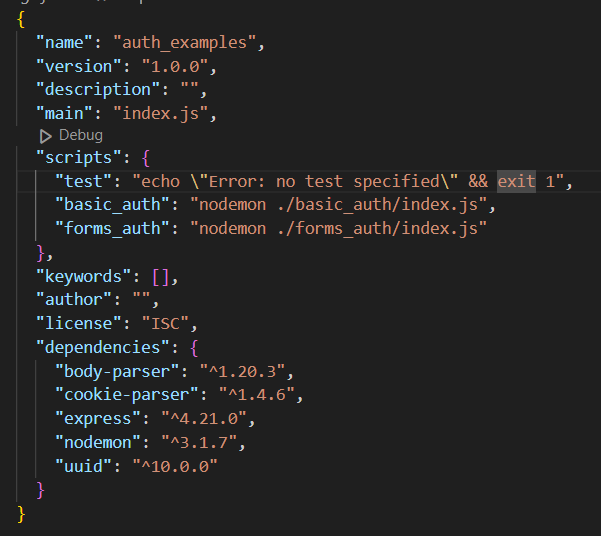 {
"name": "auth_examples",
"version": "1.0.0",
"description": "",
"main": "index.js",
Debug
"scripts": {
"test": "echo \"Error: no test specified\" && exit 1",
"basic_auth": "nodemon ./basic_auth/index.js",
"forms_auth": "nodemon ./forms_auth/index.js"
},
"keywords": [],
"author": "",
"license": "ISC",
"dependencies": {
"body-parser": "^1.20.3",
"cookie-parser": "^1.4.6",
"express": "^4.21.0",
"nodemon": "^3.1.7",
"uuid": "^10.0.0"
}
}